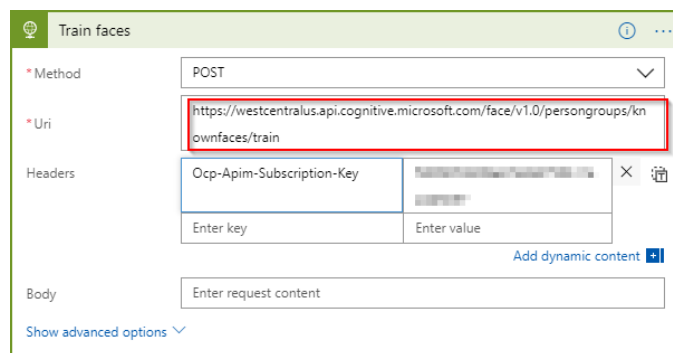 Train faces
* Method
POST
* Uri
https://westcentralus.api.cognitive.microsoft.com/face/v1.0/persongroups/kn
ownfaces/train
Headers
Ocp-Apim-Subscription-Key
Enter key
Enter value
Add dynamic content
Body
Enter request content
Show advanced options